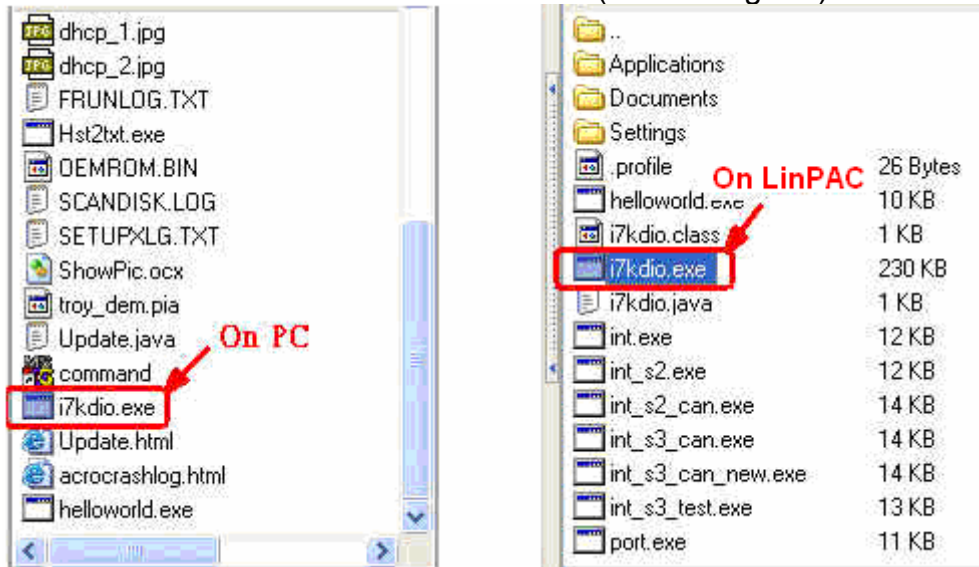 dhcp_1.jpg
dhcp_2.jpg
FRUNLOG.TXT
Hst2txt.exe
OEMROM.BIN
SCANDISK.LOG
SETUPXLG.TXT
ShowPic.ocx
troy_dem.pia
Update.java
On PC
command
i7kdio.exe
Update.html
acrocrashlog.html
helloworld.exe
..
Applications
Documents
Settings
.profile 26 Bytes
On LinPAC
helloworld.exe 10 KB
i7kdio.class 1 KB
i7kdio.exe 230 KB
i7kdio.java 1 KB
int.exe 12 KB
int_s2.exe 12 KB
int_s2_can.exe 14 KB
int_s3_can.exe 14 KB
int_s3_can_new.exe 14 KB
int_s3_test.exe 13 KB
port.exe 11 KB